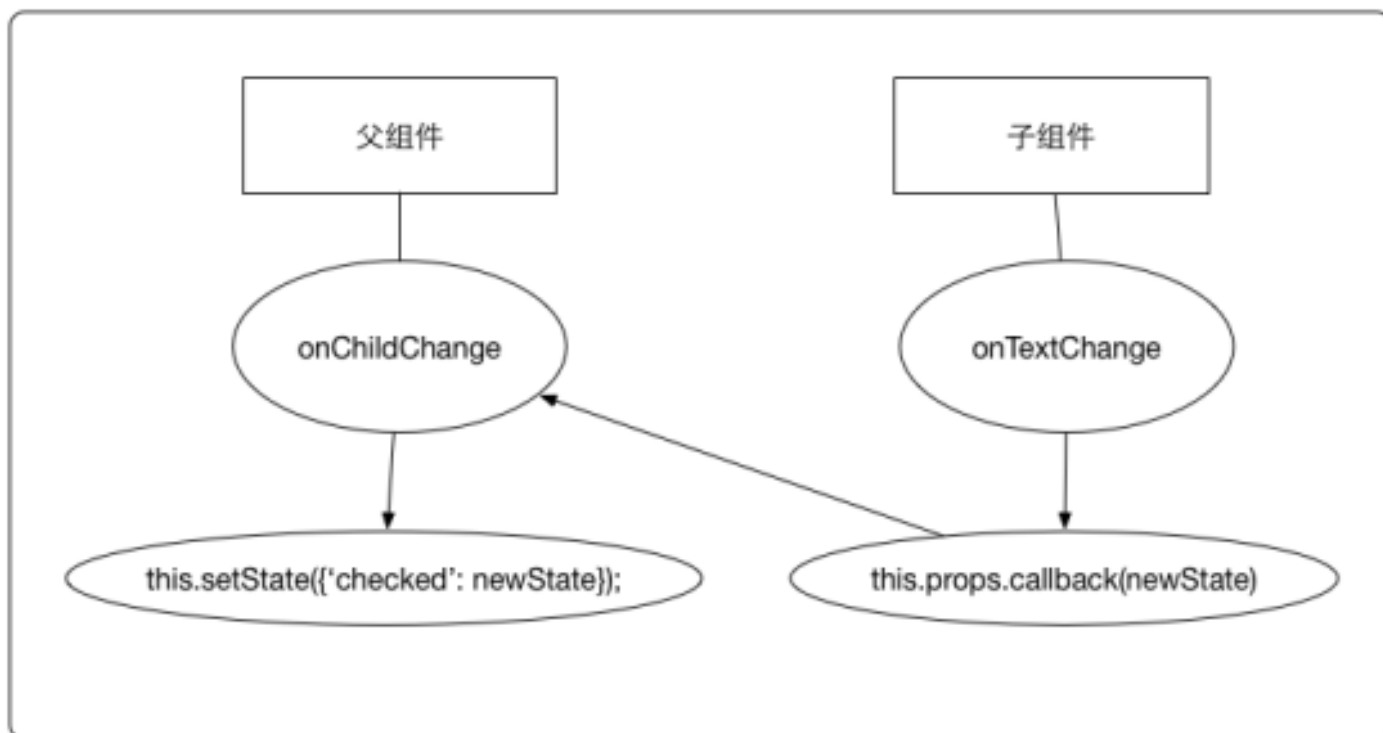 父组件
子组件
onChildChange
onTextChange
this.setState({‘checked’: newState});
this.props.callback(newState)